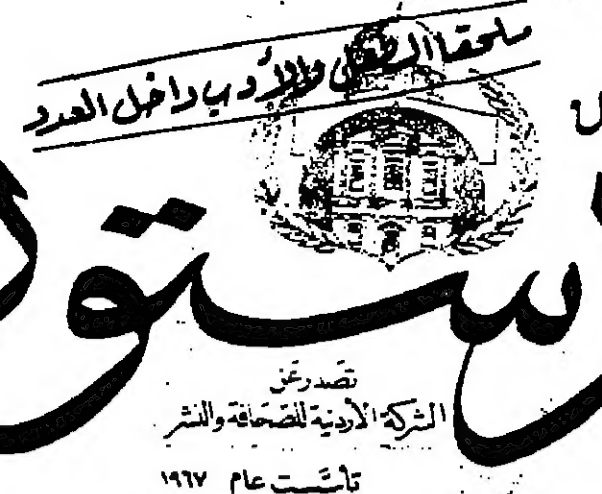 ملحقا الطفل والأدب داخل العدد
ستو
تصدر عن
الشركة الأردنية للصحافة والنشر
تأسست عام ١٩٦٧